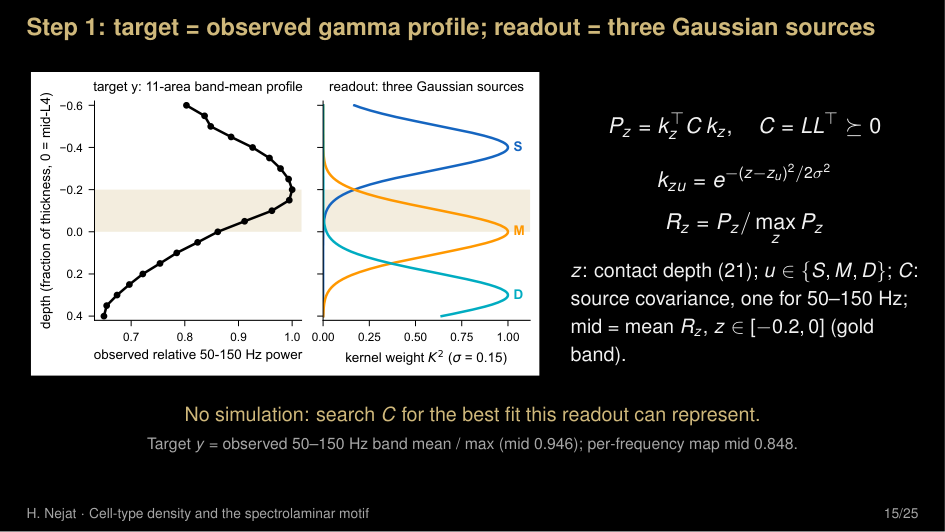 Step 1: target = observed gamma profile; readout = three Gaussian sources
target y: 11-area band-mean profile
readout: three Gaussian sources
depth (fraction of thickness, 0 = mid-L4)
−0.6
−0.4
−0.2
0.0
0.2
0.4
0.7 0.8 0.9 1.0
observed relative 50-150 Hz power
S
M
D
0.00 0.25 0.50 0.75 1.00
kernel weight K² (σ = 0.15)
P_z = k_z^⊤ C k_z, C = LL^⊤ ⪰ 0
k_zu = e^{−(z−z_u)²/2σ²}
R_z = P_z / max_z P_z
z: contact depth (21); u ∈ {S, M, D}; C:
source covariance, one for 50–150 Hz;
mid = mean R_z, z ∈ [−0.2, 0] (gold
band).
No simulation: search C for the best fit this readout can represent.
Target y = observed 50–150 Hz band mean / max (mid 0.946); per-frequency map mid 0.848.
H. Nejat · Cell-type density and the spectrolaminar motif
15/25